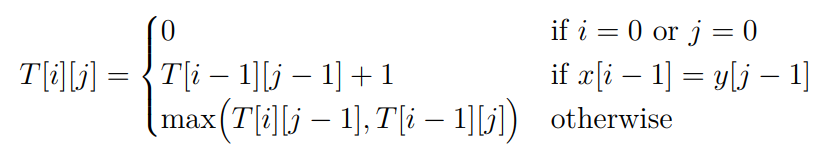 0 if i = 0 or j = 0
T[i][j] = { T[i − 1][j − 1] + 1 if x[i − 1] = y[j − 1]
max(T[i][j − 1], T[i − 1][j]) otherwise